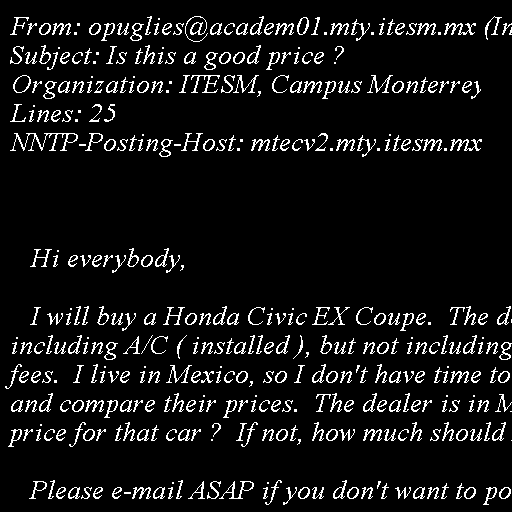 From: opuglies@academ01.mty.itesm.mx (In
Subject: Is this a good price ?
Organization: ITESM, Campus Monterrey
Lines: 25
NNTP-Posting-Host: mtecv2.mty.itesm.mx
Hi everybody,
I will buy a Honda Civic EX Coupe.  The d
including A/C ( installed ), but not including
fees.  I live in Mexico, so I don't have time to
and compare their prices.  The dealer is in M
price for that car ?  If not, how much should
Please e-mail ASAP if you don't want to po